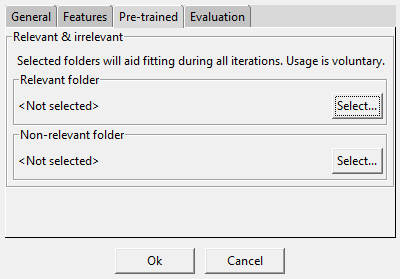 General Features Pre-trained Evaluation
Relevant & irrelevant
Selected folders will aid fitting during all iterations. Usage is voluntary.
Relevant folder
<Not selected> Select...
Non-relevant folder
<Not selected> Select...
Ok Cancel